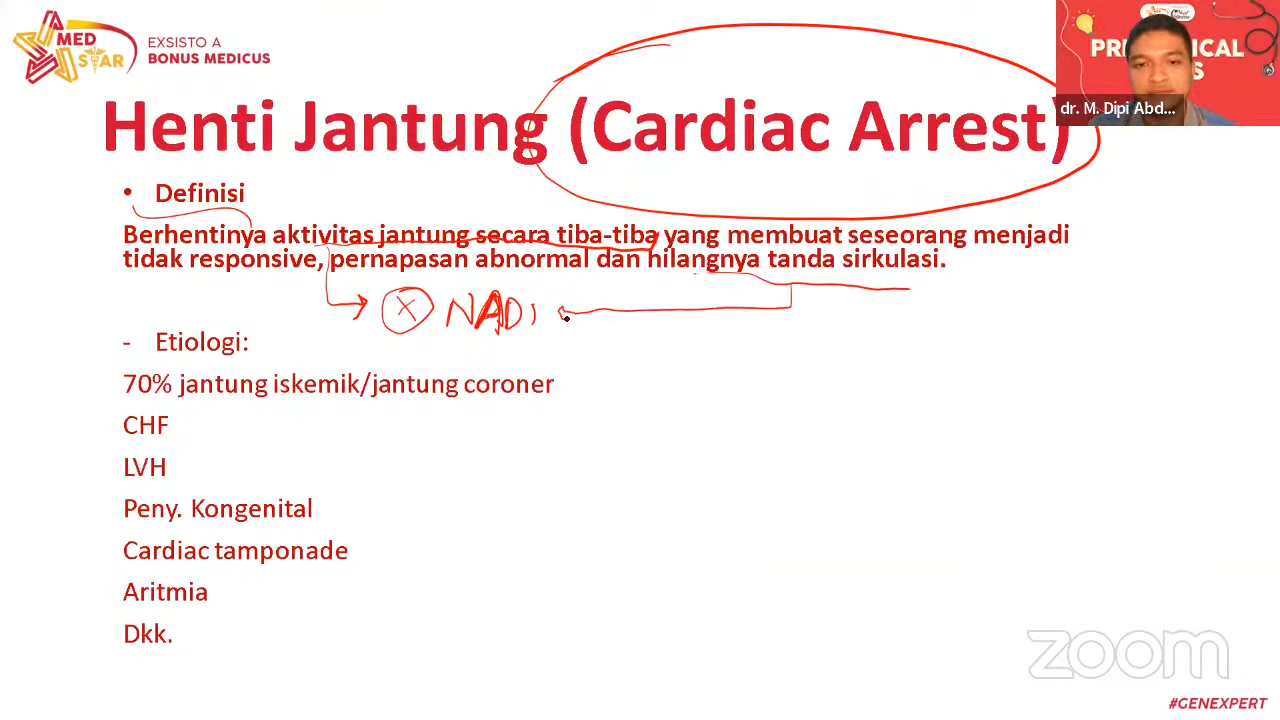 MED
STAR
EXSISTO A
BONUS MEDICUS
dr. M. Dipi Abd...
Henti Jantung (Cardiac Arrest)
• Definisi
Berhentinya aktivitas jantung secara tiba-tiba yang membuat seseorang menjadi
tidak responsive, pernapasan abnormal dan hilangnya tanda sirkulasi.
X NADI
- Etiologi:
70% jantung iskemik/jantung coroner
CHF
LVH
Peny. Kongenital
Cardiac tamponade
Aritmia
Dkk.
zoom
#GENEXPERT